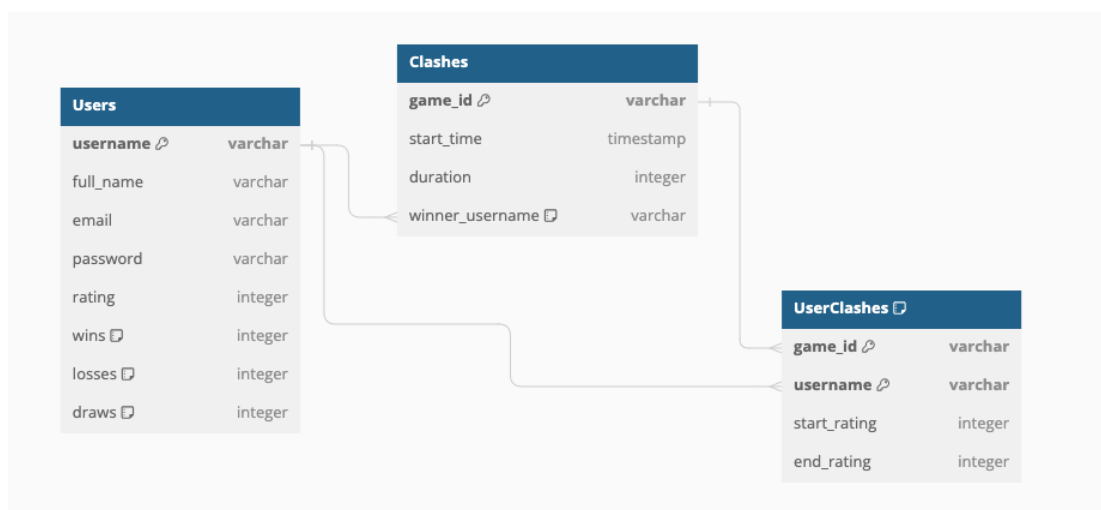 Users
username varchar
full_name varchar
email varchar
password varchar
rating integer
wins integer
losses integer
draws integer
Clashes
game_id varchar
start_time timestamp
duration integer
winner_username varchar
UserClashes
game_id varchar
username varchar
start_rating integer
end_rating integer